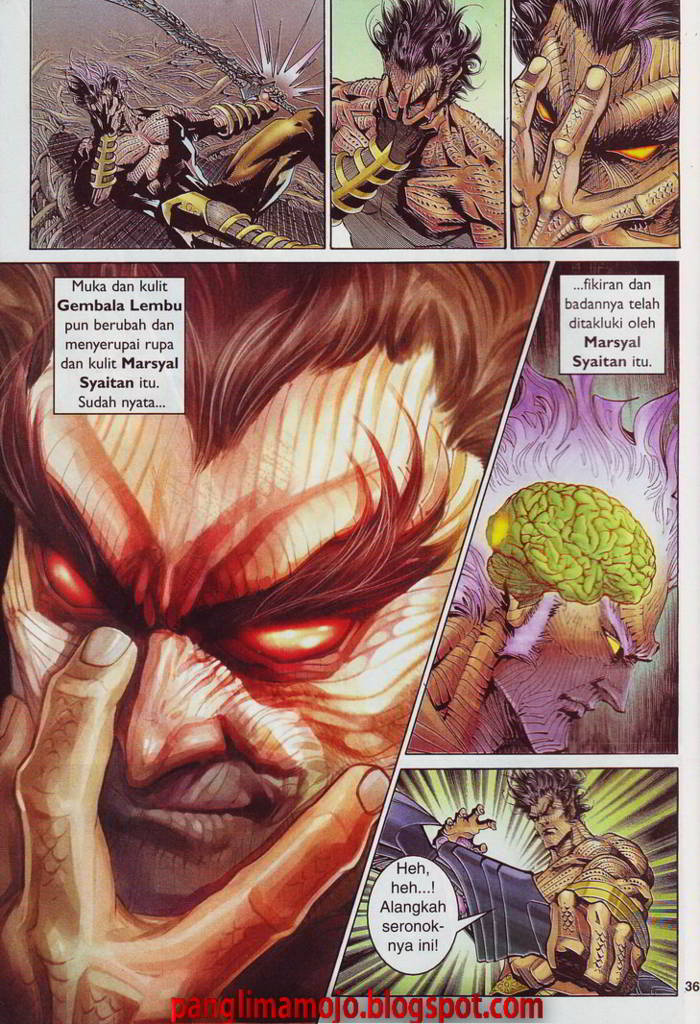 Muka dan kulit
Gembala Lembu
pun berubah dan
menyerupai rupa
dan kulit Marsyal
Syaitan itu.
Sudah nyata...
...fikiran dan
badannya telah
ditakluki oleh
Marsyal
Syaitan itu.
Heh,
heh...!
Alangkah
seronok-
nya ini!
36
panglimamojo.blogspot.com